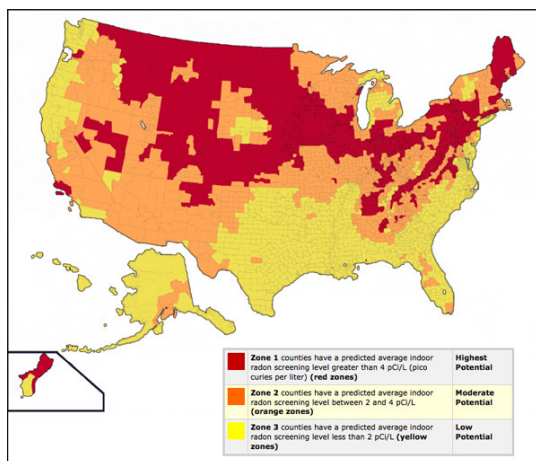 Zone 1 counties have a predicted average indoor
radon screening level greater than 4 pCi/L (pico
curies per liter) (red zones)
Highest
Potential
Zone 2 counties have a predicted average indoor
radon screening level between 2 and 4 pCi/L
(orange zones)
Moderate
Potential
Zone 3 counties have a predicted average indoor
radon screening level less than 2 pCi/L (yellow
zones)
Low
Potential